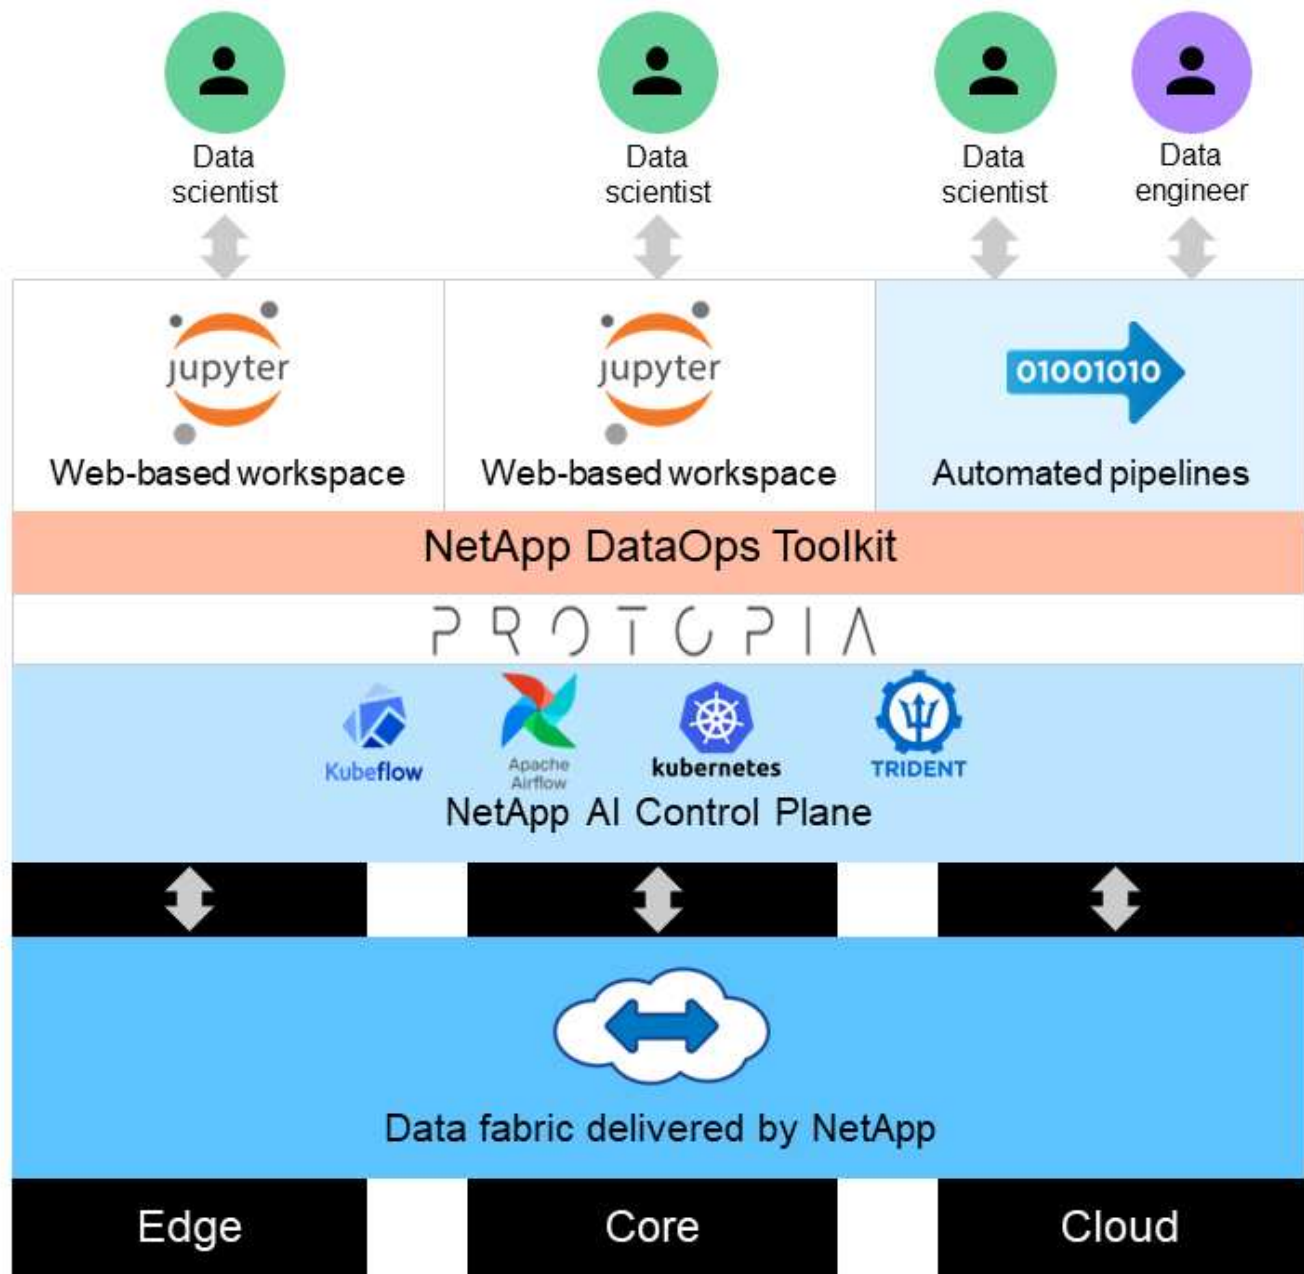 Data
scientist
Data
scientist
Data
scientist
Data
engineer
jupyter
Web-based workspace
jupyter
Web-based workspace
01001010
Automated pipelines
NetApp DataOps Toolkit
PROTOPIA
Kubeflow
Apache
Airflow
kubernetes
TRIDENT
NetApp AI Control Plane
Data fabric delivered by NetApp
Edge
Core
Cloud